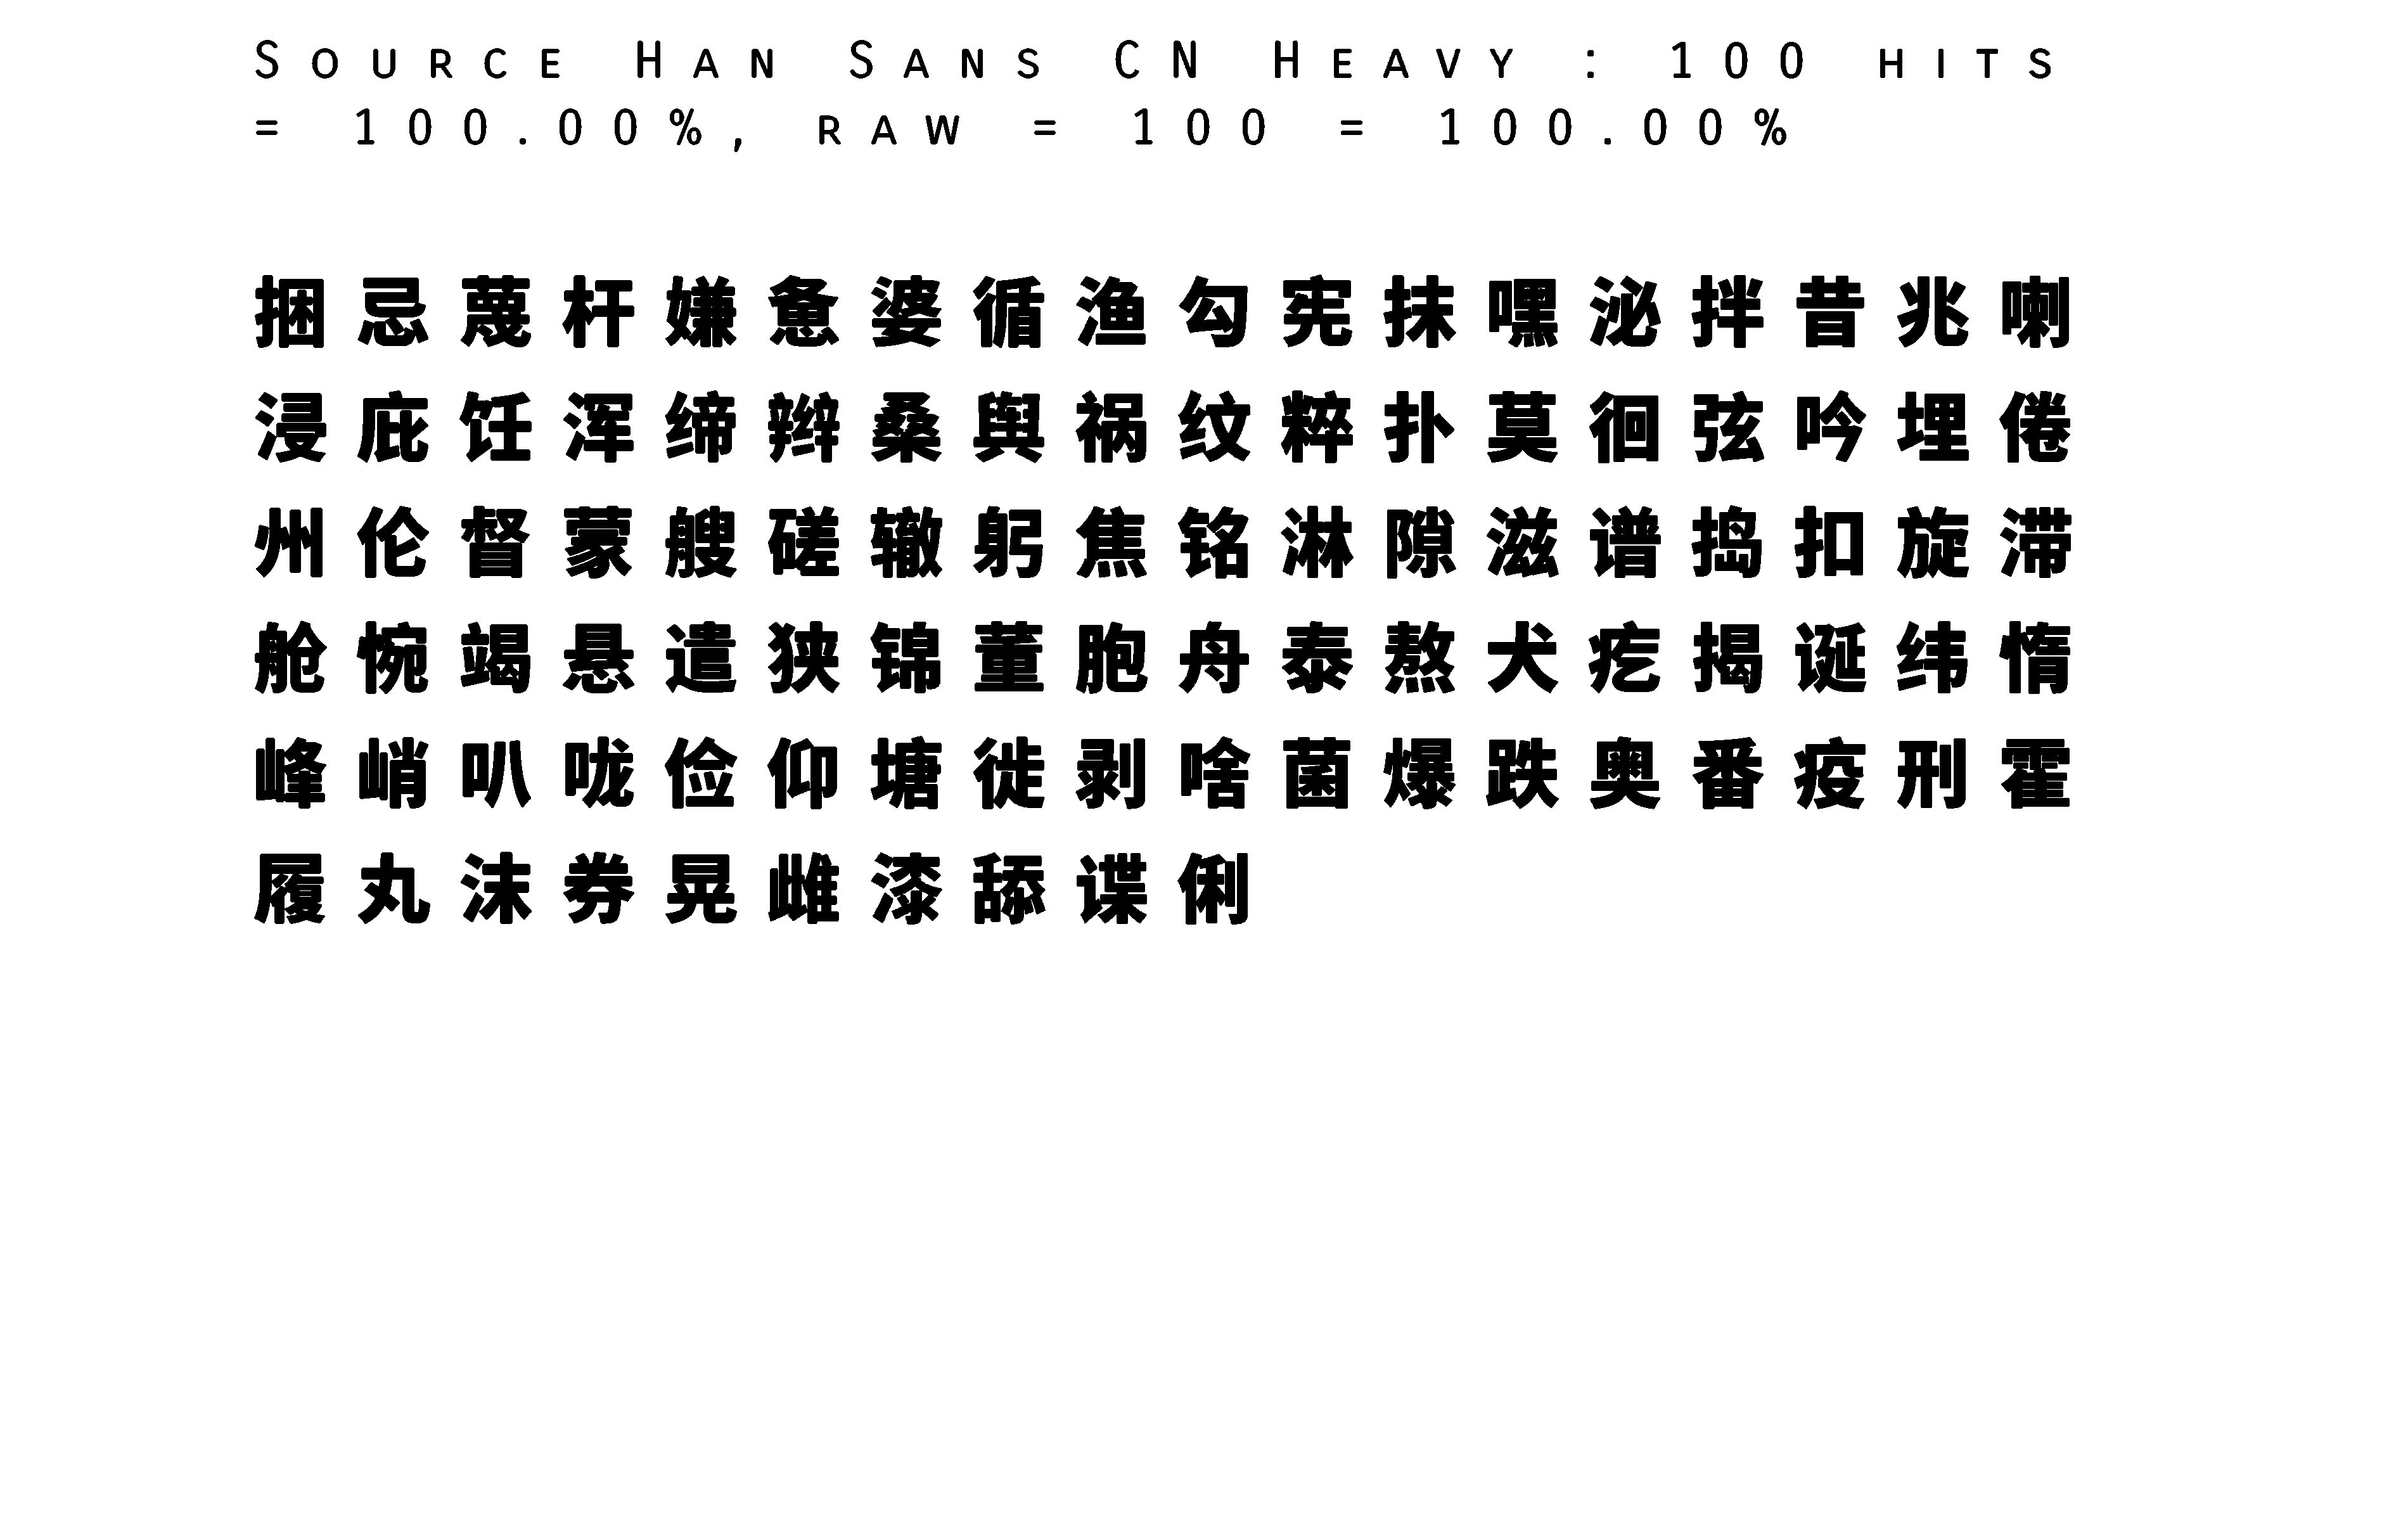 Source Han Sans CN Heavy : 100 hits
= 100.00%, raw = 100 = 100.00%
捆忌蔑杆嫌惫婆循渔勾宪抹嘿泌拌昔兆喇
浸庇饪浑缔辫桑舆祸纹粹扑莫徊弦吟埋倦
州伦督蒙艘磋辙躬焦铭淋隙滋谱捣扣旋滞
舱惋竭悬遣狭锦董胞舟泰熬犬疙揭诞纬惰
峰峭叭咙俭仰塘徙剥啥菌爆跌奥番疫刑霍
履丸沫券晃雌漆舔谍俐